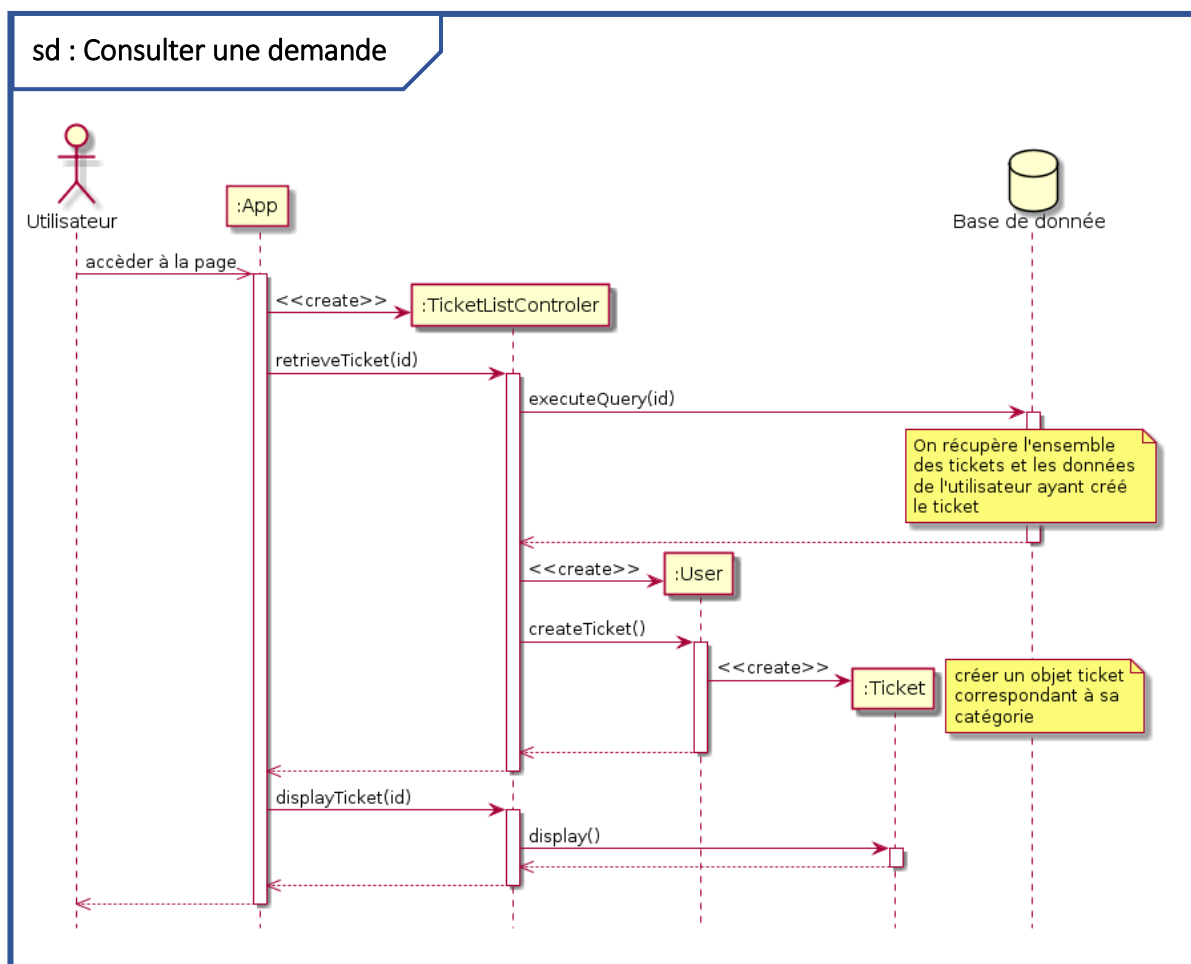 sd : Consulter une demande
Utilisateur
:App
Base de donnée
accèder à la page
<<create>>
:TicketListControler
retrieveTicket(id)
executeQuery(id)
On récupère l'ensemble
des tickets et les données
de l'utilisateur ayant créé
le ticket
<<create>>
:User
createTicket()
<<create>>
:Ticket
créer un objet ticket
correspondant à sa
catégorie
displayTicket(id)
display()